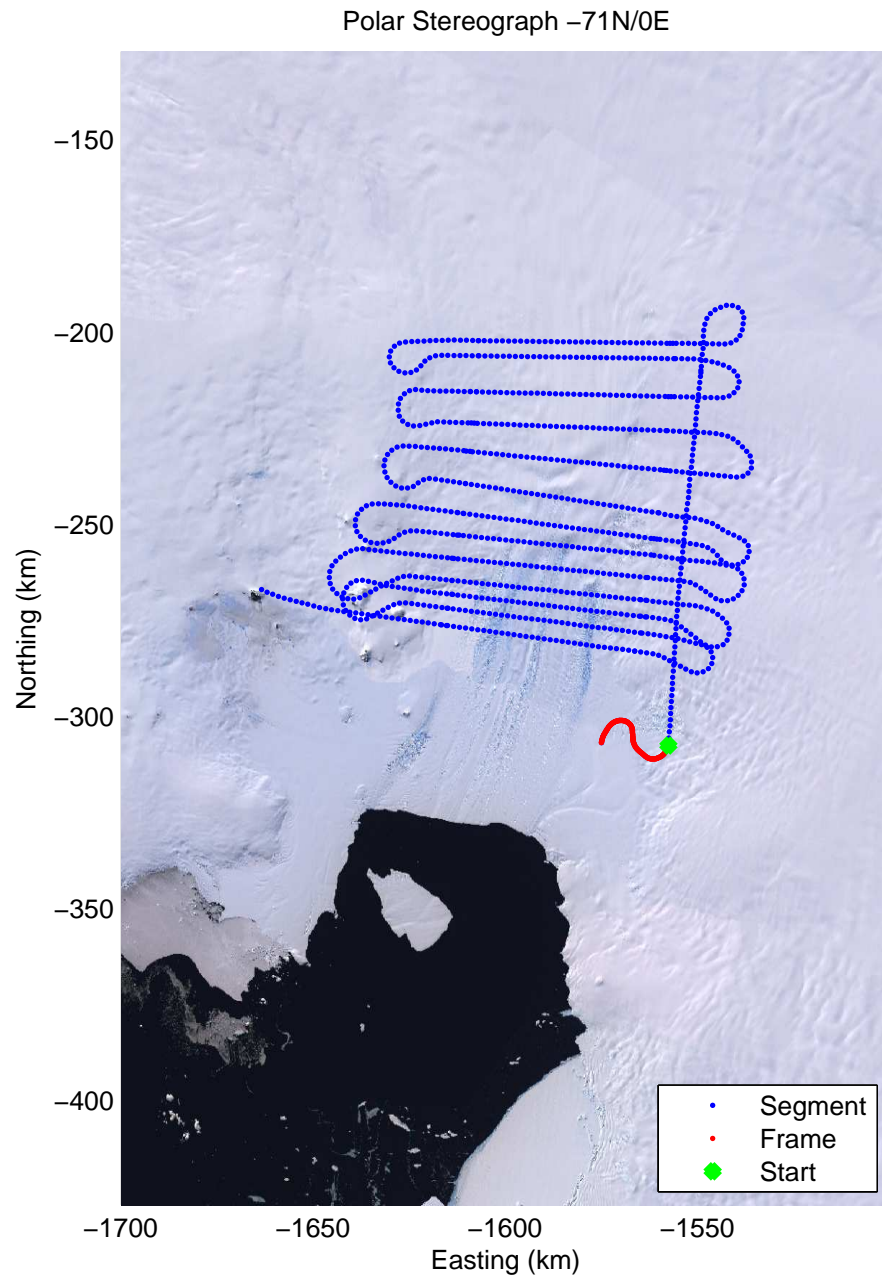 Polar Stereograph −71N/0E
−150
−200
−250
−300
−350
−400
Northing (km)
−1700
−1650
−1600
−1550
Easting (km)
Segment
Frame
Start